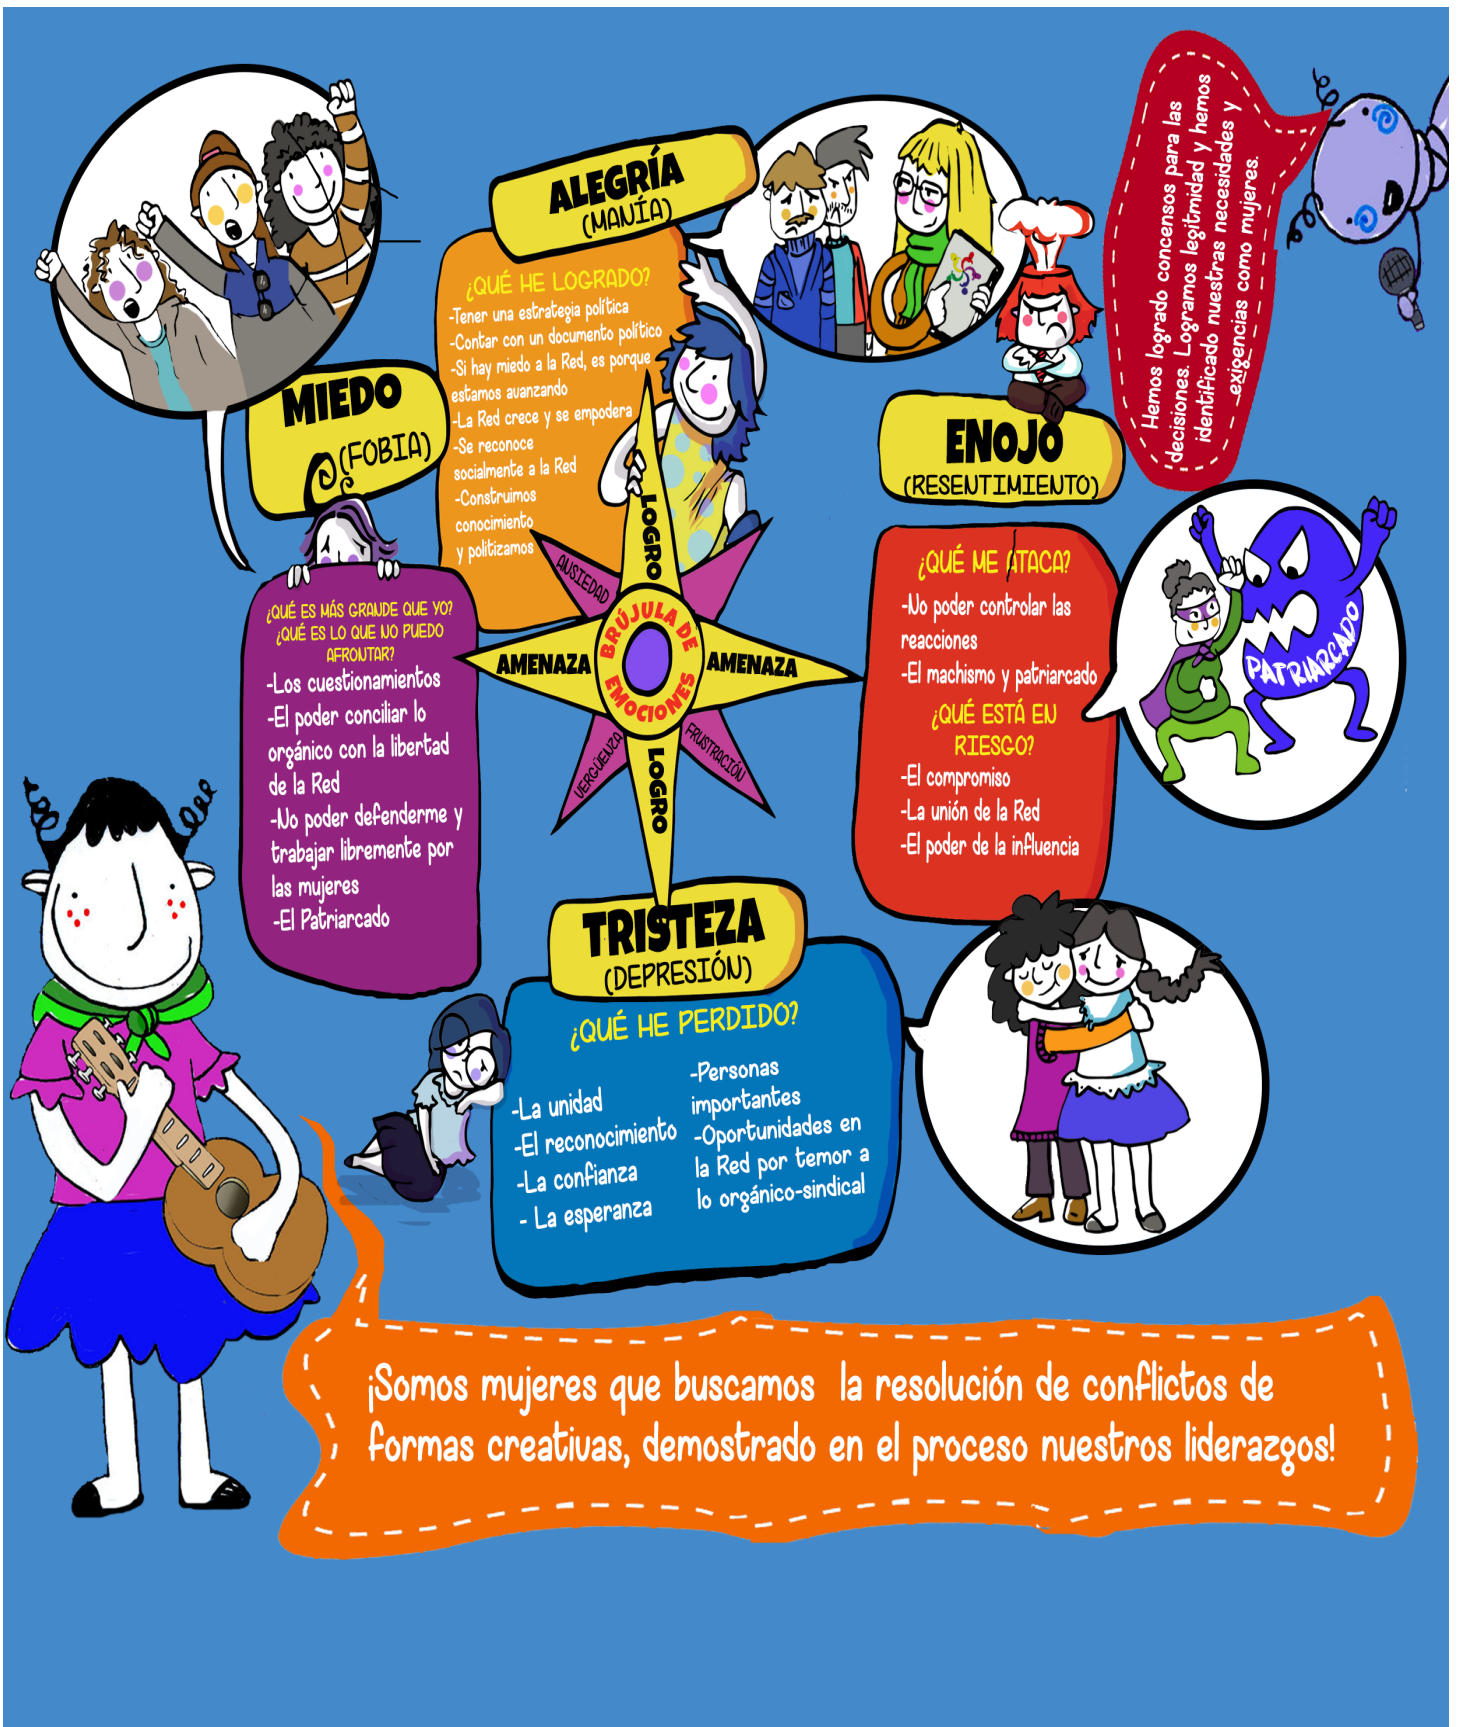 ALEGRÍA
(MANÍA)
¿QUÉ HE LOGRADO?
-Tener una estrategia política
-Contar con un documento político
-Si hay miedo a la Red, es porque
estamos avanzando
-La Red crece y se empodera
-Se reconoce
socialmente a la Red
-Construimos
conocimiento
y politizamos
MIEDO
(FOBIA)
¿QUÉ ES MÁS GRANDE QUE YO?
¿QUÉ ES LO QUE NO PUEDO
AFRONTAR?
-Los cuestionamientos
-El poder conciliar lo
orgánico con la libertad
de la Red
-No poder defenderme y
trabajar libremente por
las mujeres
-El Patriarcado
ENOJO
(RESENTIMIENTO)
¿QUÉ ME ATACA?
-No poder controlar las
reacciones
-El machismo y patriarcado
¿QUÉ ESTÁ EN
RIESGO?
-El compromiso
-La unión de la Red
-El poder de la influencia
PATRIARCADO
Hemos logrado concensos para las
decisiones. Logramos legitmidad y hemos
identificado nuestras necesidades y
exigencias como mujeres.
BRÚJULA DE
EMOCIONES
LOGRO
AMENAZA
AMENAZA
LOGRO
ANSIEDAD
VERGÜENZA
FRUSTRACIÓN
TRISTEZA
(DEPRESIÓN)
¿QUÉ HE PERDIDO?
-La unidad
-El reconocimiento
-La confianza
- La esperanza
-Personas
importantes
-Oportunidades en
la Red por temor a
lo orgánico-sindical
¡Somos mujeres que buscamos la resolución de conflictos de
formas creativas, demostrado en el proceso nuestros liderazgos!